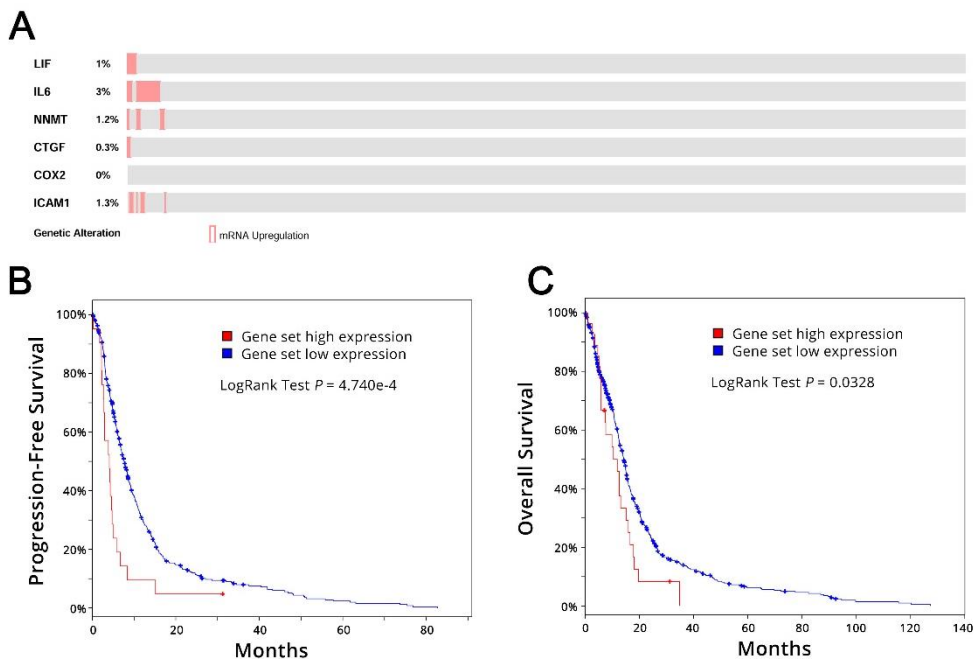 A
LIF 1%
IL6 3%
NNMT 1.2%
CTGF 0.3%
COX2 0%
ICAM1 1.3%
Genetic Alteration mRNA Upregulation
B
Progression-Free Survival
100%
80%
60%
40%
20%
0%
Gene set high expression
Gene set low expression
LogRank Test P = 4.740e-4
0 20 40 60 80
Months
C
Overall Survival
100%
80%
60%
40%
20%
0%
Gene set high expression
Gene set low expression
LogRank Test P = 0.0328
0 20 40 60 80 100 120 140
Months